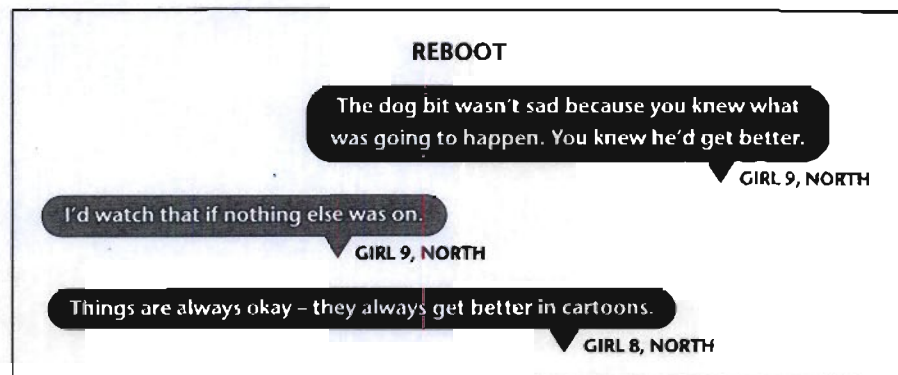 REBOOT
The dog bit wasn't sad because you knew what
was going to happen. You knew he'd get better.
GIRL 9, NORTH
I'd watch that if nothing else was on.
GIRL 9, NORTH
Things are always okay – they always get better in cartoons.
GIRL 8, NORTH